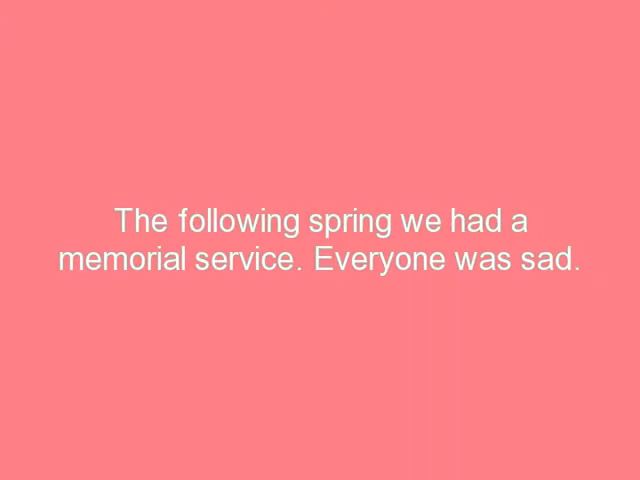 The following spring we had a
memorial service. Everyone was sad.